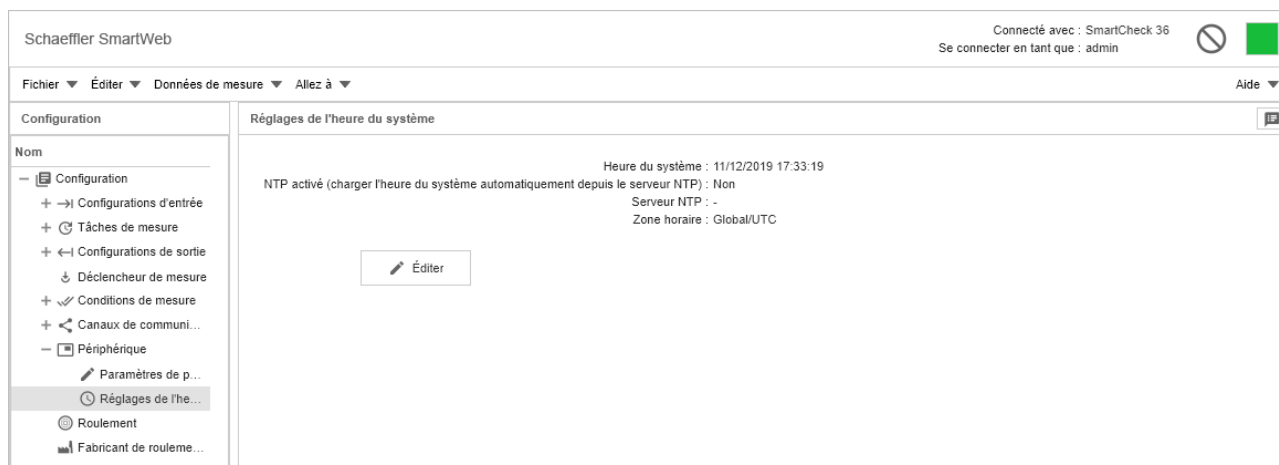 Schaeffler SmartWeb
Connecté avec : SmartCheck 36
Se connecter en tant que : admin
Fichier Éditer Données de mesure Allez à Aide
Configuration
Réglages de l'heure du système
Nom
Configuration
Configurations d'entrée
Tâches de mesure
Configurations de sortie
Déclencheur de mesure
Conditions de mesure
Canaux de communi...
Périphérique
Paramètres de p...
Réglages de l'he...
Roulement
Fabricant de rouleme...
Heure du système : 11/12/2019 17:33:19
NTP activé (charger l'heure du système automatiquement depuis le serveur NTP) : Non
Serveur NTP : -
Zone horaire : Global/UTC
Éditer